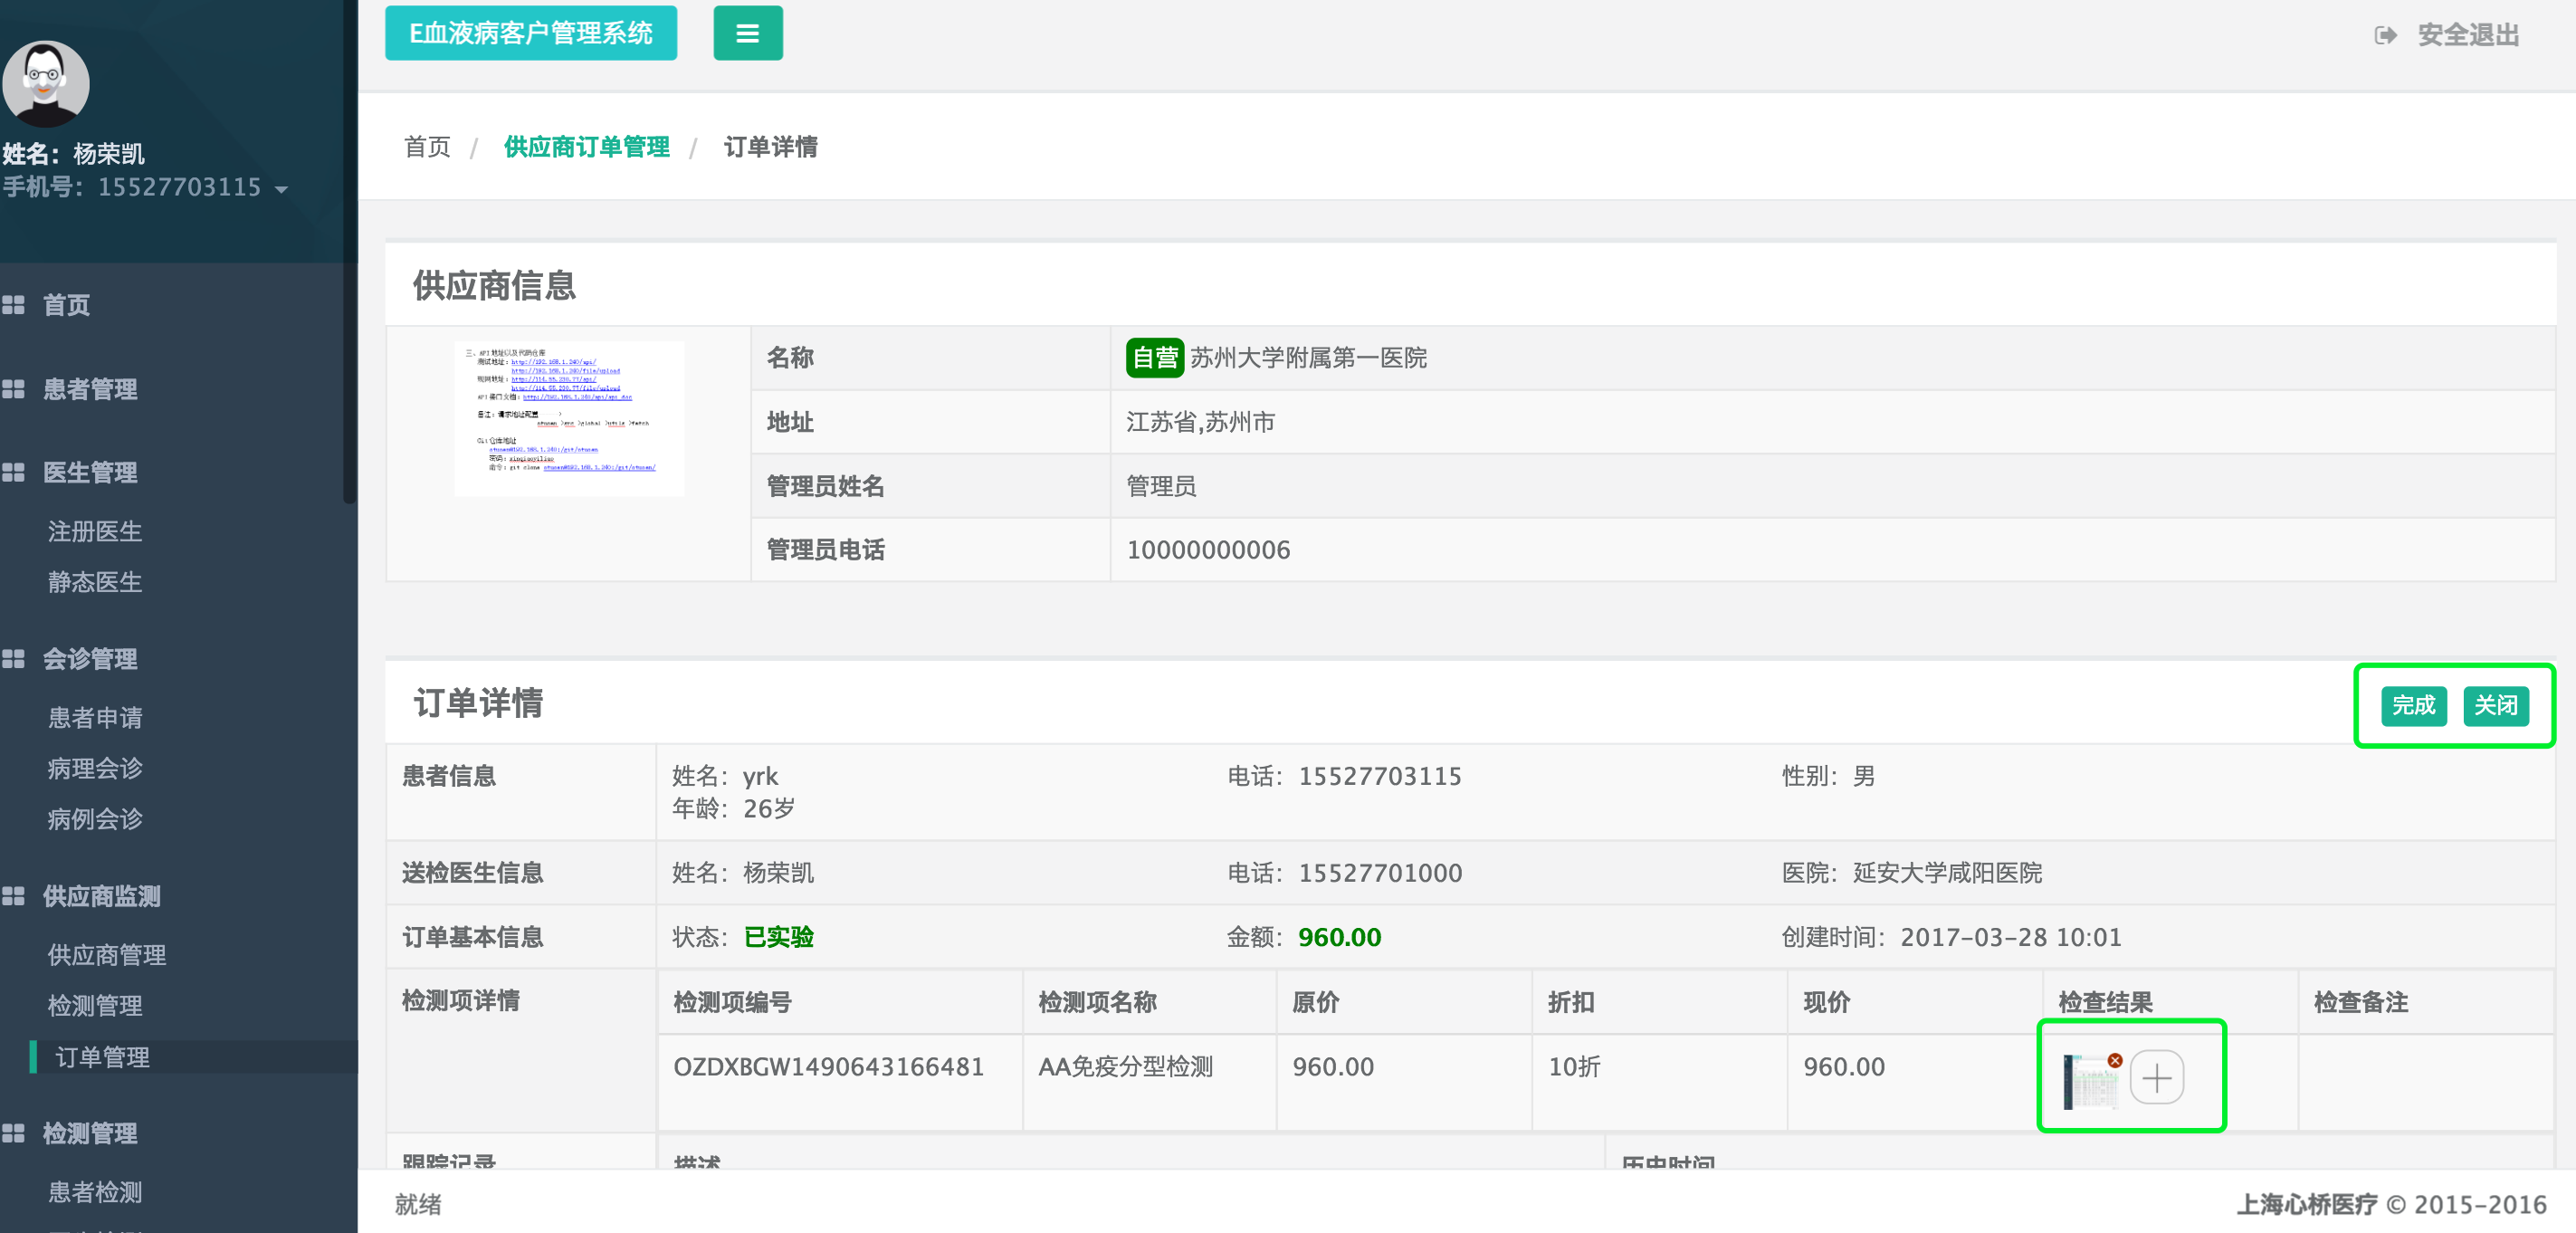 E血液病客户管理系统
安全退出
姓名：杨荣凯
手机号：15527703115
首页
患者管理
医生管理
注册医生
静态医生
会诊管理
患者申请
病理会诊
病例会诊
供应商监测
供应商管理
检测管理
订单管理
检测管理
患者检测
首页 / 供应商订单管理 / 订单详情
供应商信息
名称 自营 苏州大学附属第一医院
地址 江苏省,苏州市
管理员姓名 管理员
管理员电话 10000000006
订单详情 完成 关闭
患者信息 姓名：yrk 电话：15527703115 性别：男
年龄：26岁
送检医生信息 姓名：杨荣凯 电话：15527701000 医院：延安大学咸阳医院
订单基本信息 状态：已实验 金额：960.00 创建时间：2017-03-28 10:01
检测项详情 检测项编号 检测项名称 原价 折扣 现价 检查结果 检查备注
OZDXBGW1490643166481 AA免疫分型检测 960.00 10折 960.00
跟踪记录 描述 历史时间
就绪
上海心桥医疗 © 2015-2016